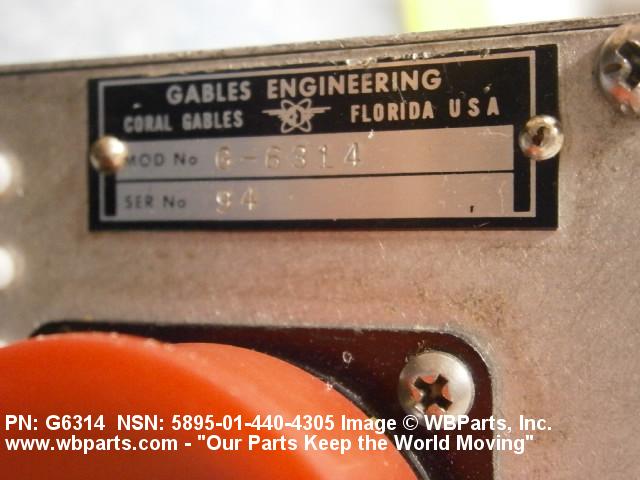 GABLES ENGINEERING
CORAL GABLES FLORIDA USA
MOD No G-6314
SER No 94
PN: G6314 NSN: 5895-01-440-4305 Image © WBParts, Inc.
www.wbparts.com - "Our Parts Keep the World Moving"